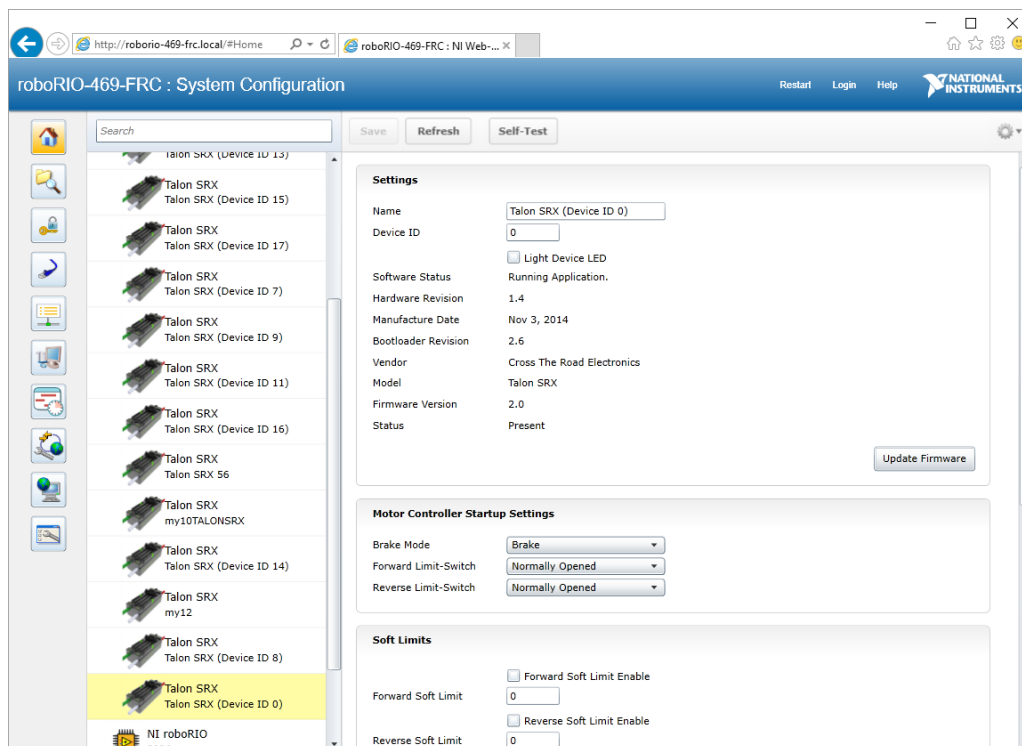 http://roborio-469-frc.local/#Home
roboRIO-469-FRC : NI Web-...
roboRIO-469-FRC : System Configuration
Restart
Login
Help
NATIONAL
INSTRUMENTS
Search
Save
Refresh
Self-Test
Talon SRX (Device ID 13)
Talon SRX
Talon SRX (Device ID 15)
Talon SRX
Talon SRX (Device ID 17)
Talon SRX
Talon SRX (Device ID 7)
Talon SRX
Talon SRX (Device ID 9)
Talon SRX
Talon SRX (Device ID 11)
Talon SRX
Talon SRX (Device ID 16)
Talon SRX
Talon SRX 56
Talon SRX
my10TALONSRX
Talon SRX
Talon SRX (Device ID 14)
Talon SRX
my12
Talon SRX
Talon SRX (Device ID 8)
Talon SRX
Talon SRX (Device ID 0)
NI roboRIO
Settings
Name Talon SRX (Device ID 0)
Device ID 0
Light Device LED
Software Status Running Application.
Hardware Revision 1.4
Manufacture Date Nov 3, 2014
Bootloader Revision 2.6
Vendor Cross The Road Electronics
Model Talon SRX
Firmware Version 2.0
Status Present
Update Firmware
Motor Controller Startup Settings
Brake Mode Brake
Forward Limit-Switch Normally Opened
Reverse Limit-Switch Normally Opened
Soft Limits
Forward Soft Limit Enable
Forward Soft Limit 0
Reverse Soft Limit Enable
Reverse Soft Limit 0